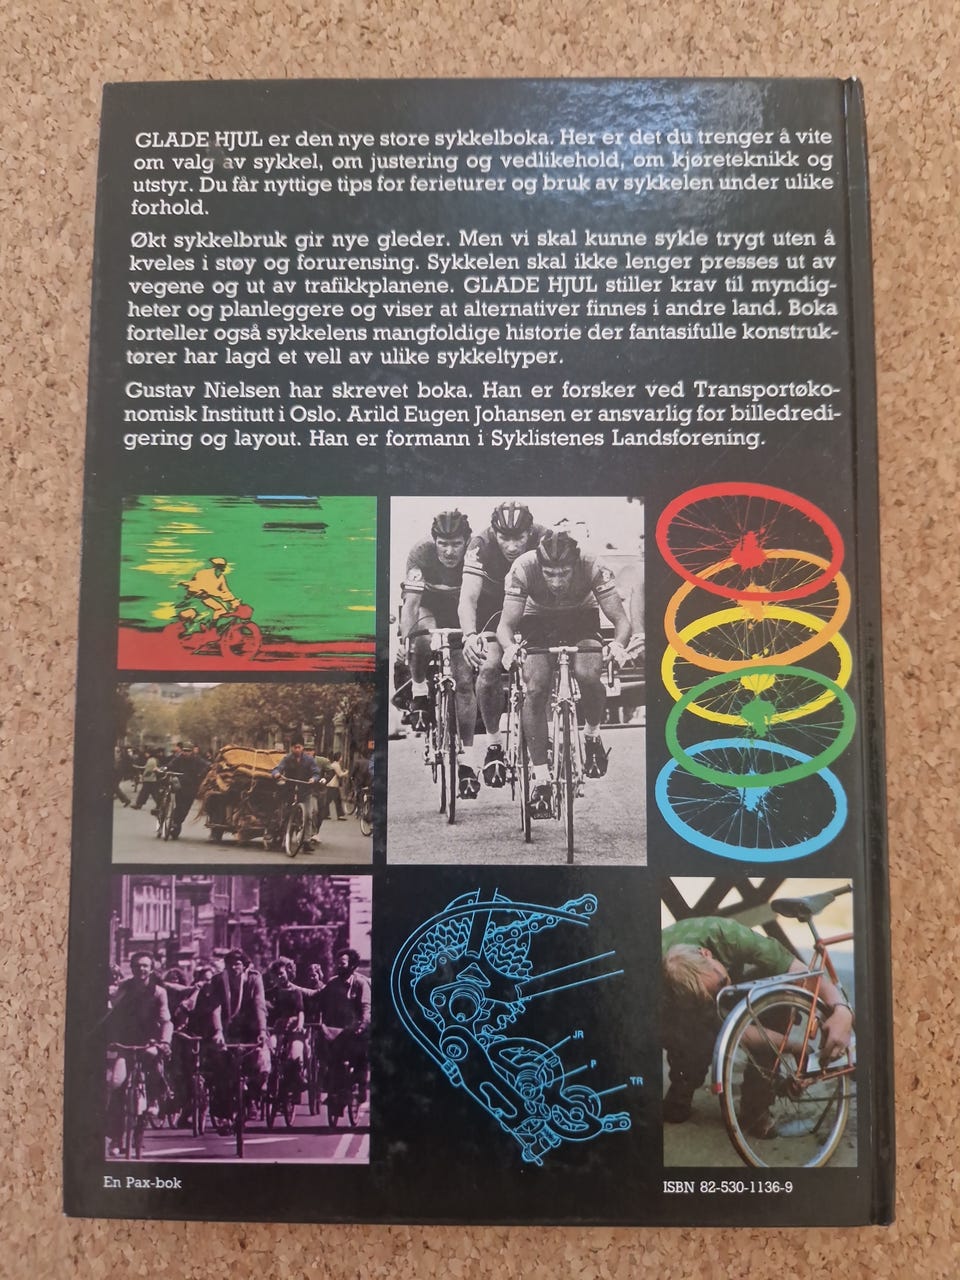 GLADE HJUL er den nye store sykkelboka. Her er det du trenger å vite
om valg av sykkel, om justering og vedlikehold, om kjøreteknikk og
utstyr. Du får nyttige tips for ferieturer og bruk av sykkelen under ulike
forhold.
Økt sykkelbruk gir nye gleder. Men vi skal kunne sykle trygt uten å
kveles i støy og forurensing. Sykkelen skal ikke lenger presses ut av
vegene og ut av trafikkplanene. GLADE HJUL stiller krav til myndig-
heter og planleggere og viser at alternativer finnes i andre land. Boka
forteller også sykkelens mangfoldige historie der fantasifulle konstruk-
tører har lagd et vell av ulike sykkeltyper.
Gustav Nielsen har skrevet boka. Han er forsker ved Transportøko-
nomisk Institutt i Oslo. Arild Eugen Johansen er ansvarlig for billedredi-
gering og layout. Han er formann i Syklistenes Landsforening.
JR
P
TR
En Pax-bok
ISBN 82-530-1136-9